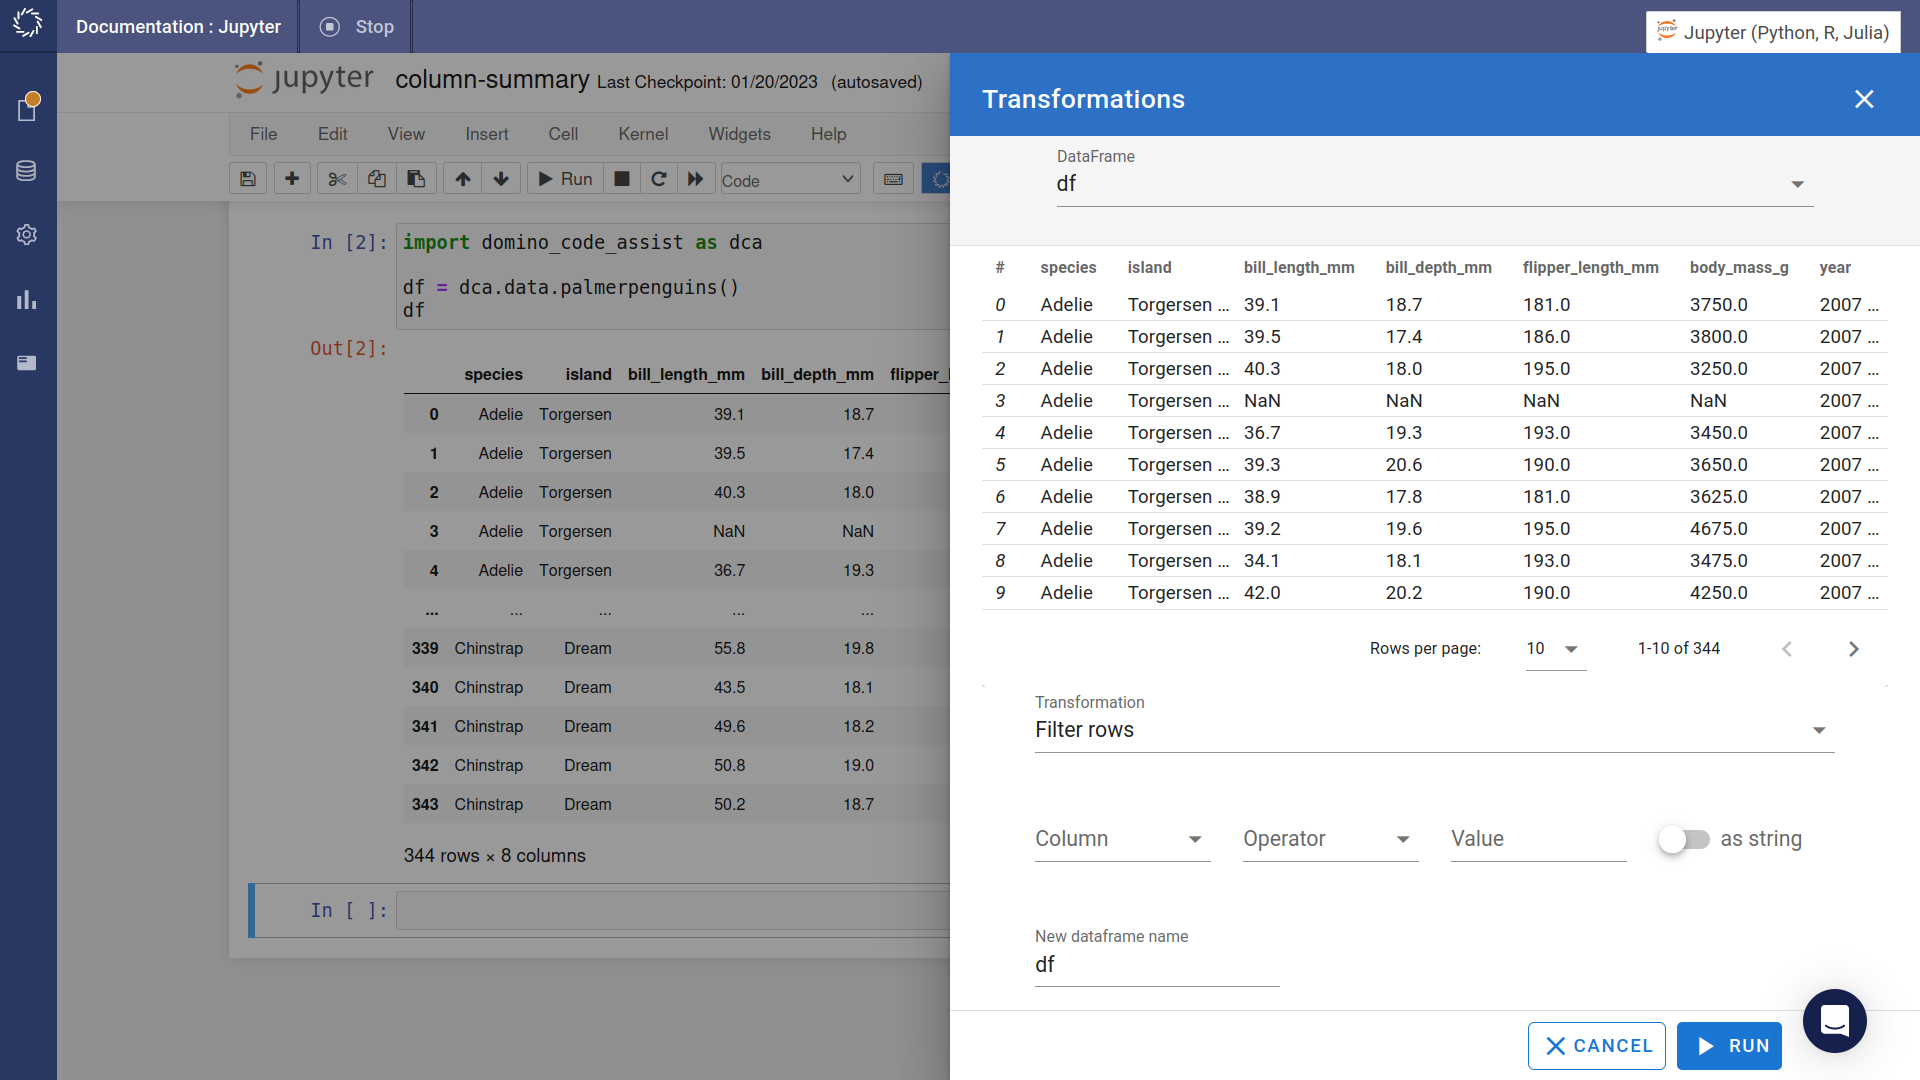 Documentation : Jupyter
Stop
Jupyter (Python, R, Julia)
jupyter column-summary Last Checkpoint: 01/20/2023 (autosaved)
File Edit View Insert Cell Kernel Widgets Help
Run
Code
In [2]: import domino_code_assist as dca
df = dca.data.palmerpenguins()
df
Out[2]:
species island bill_length_mm bill_depth_mm flipper_l
0 Adelie Torgersen 39.1 18.7
1 Adelie Torgersen 39.5 17.4
2 Adelie Torgersen 40.3 18.0
3 Adelie Torgersen NaN NaN
4 Adelie Torgersen 36.7 19.3
... ... ... ... ...
339 Chinstrap Dream 55.8 19.8
340 Chinstrap Dream 43.5 18.1
341 Chinstrap Dream 49.6 18.2
342 Chinstrap Dream 50.8 19.0
343 Chinstrap Dream 50.2 18.7
344 rows × 8 columns
In [ ]:
Transformations
DataFrame
df
# species island bill_length_mm bill_depth_mm flipper_length_mm body_mass_g year
0 Adelie Torgersen ... 39.1 18.7 181.0 3750.0 2007 ...
1 Adelie Torgersen ... 39.5 17.4 186.0 3800.0 2007 ...
2 Adelie Torgersen ... 40.3 18.0 195.0 3250.0 2007 ...
3 Adelie Torgersen ... NaN NaN NaN NaN 2007 ...
4 Adelie Torgersen ... 36.7 19.3 193.0 3450.0 2007 ...
5 Adelie Torgersen ... 39.3 20.6 190.0 3650.0 2007 ...
6 Adelie Torgersen ... 38.9 17.8 181.0 3625.0 2007 ...
7 Adelie Torgersen ... 39.2 19.6 195.0 4675.0 2007 ...
8 Adelie Torgersen ... 34.1 18.1 193.0 3475.0 2007 ...
9 Adelie Torgersen ... 42.0 20.2 190.0 4250.0 2007 ...
Rows per page: 10 1-10 of 344
Transformation
Filter rows
Column Operator Value as string
New dataframe name
df
CANCEL RUN